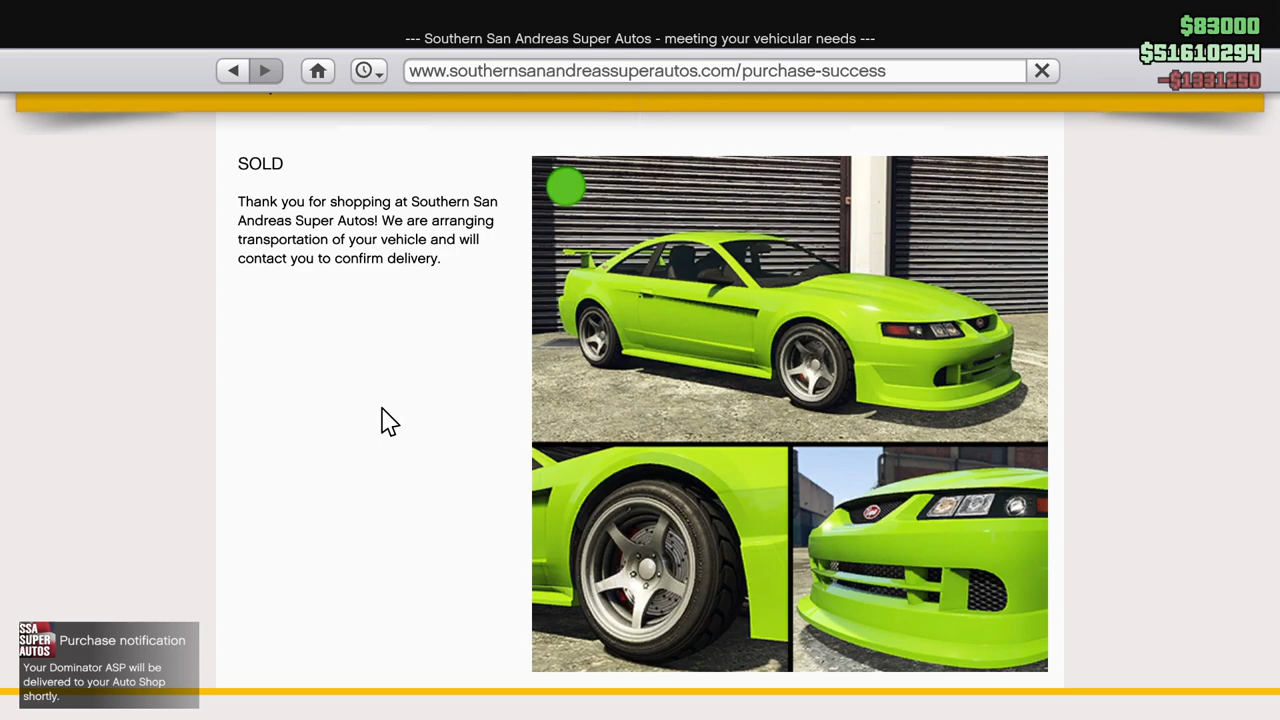 --- Southern San Andreas Super Autos - meeting your vehicular needs ---
$83000
$51610294
-$1331250
www.southernsanandreassuperautos.com/purchase-success
SOLD
Thank you for shopping at Southern San
Andreas Super Autos! We are arranging
transportation of your vehicle and will
contact you to confirm delivery.
SSA
SUPER
AUTOS
Purchase notification
Your Dominator ASP will be
delivered to your Auto Shop
shortly.